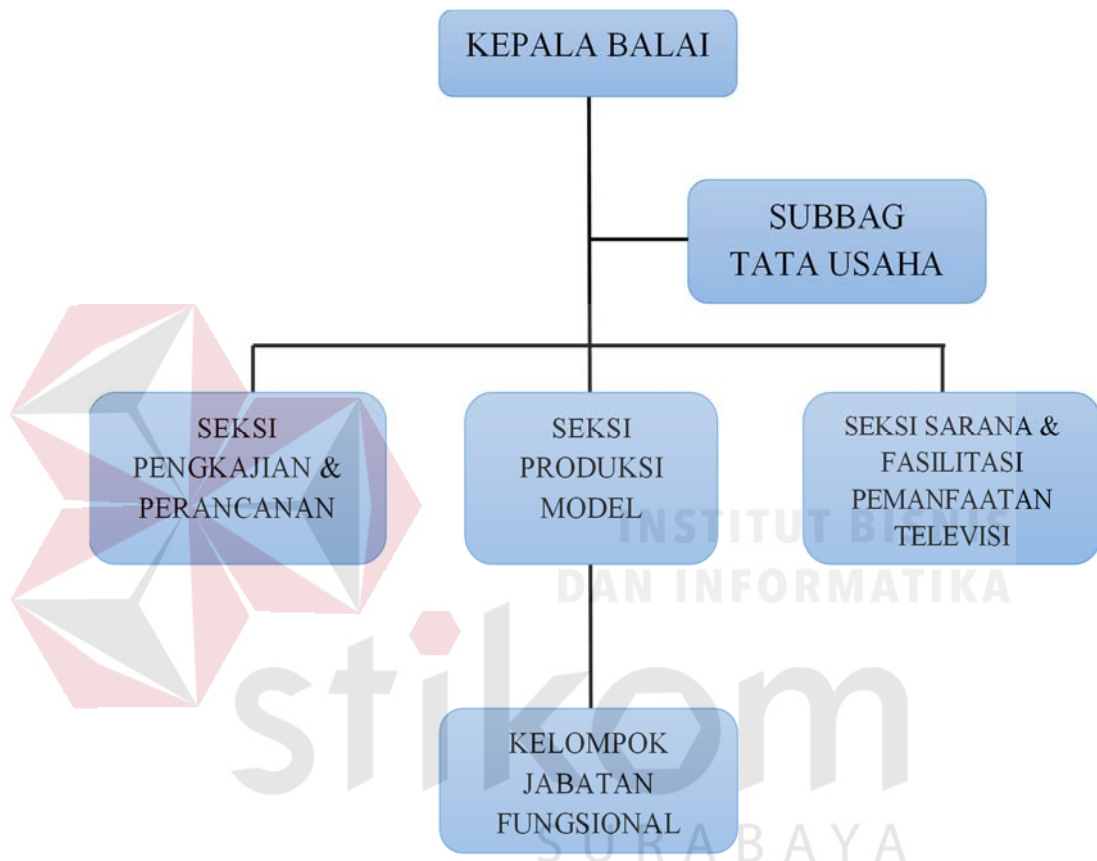 KEPALA BALAI
SUBBAG
TATA USAHA
SEKSI
PENGKAJIAN &
PERANCANAN
SEKSI
PRODUKSI
MODEL
SEKSI SARANA &
FASILITASI
PEMANFAATAN
TELEVISI
INSTITUT BISNIS
DAN INFORMATIKA
stikom
KELOMPOK
JABATAN
FUNGSIONAL
SURABAYA